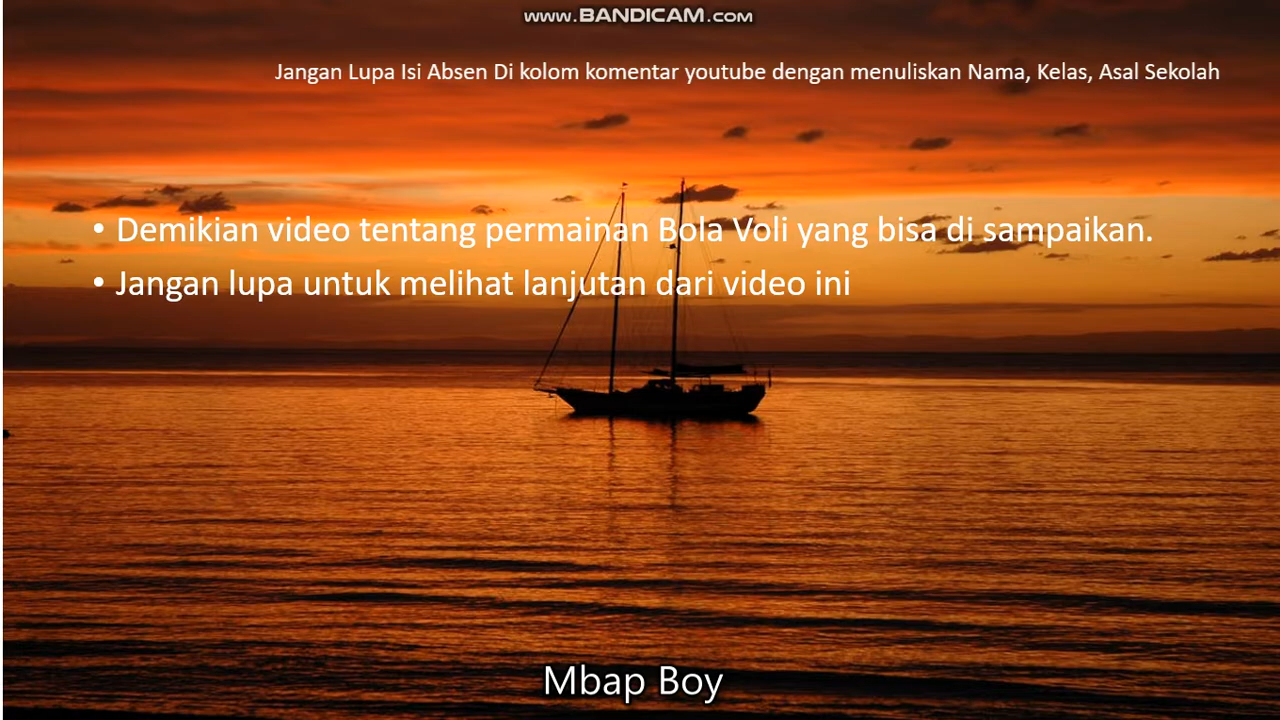 www.BANDICAM.com
Jangan Lupa Isi Absen Di kolom komentar youtube dengan menuliskan Nama, Kelas, Asal Sekolah
• Demikian video tentang permainan Bola Voli yang bisa di sampaikan.
• Jangan lupa untuk melihat lanjutan dari video ini
Mbap Boy